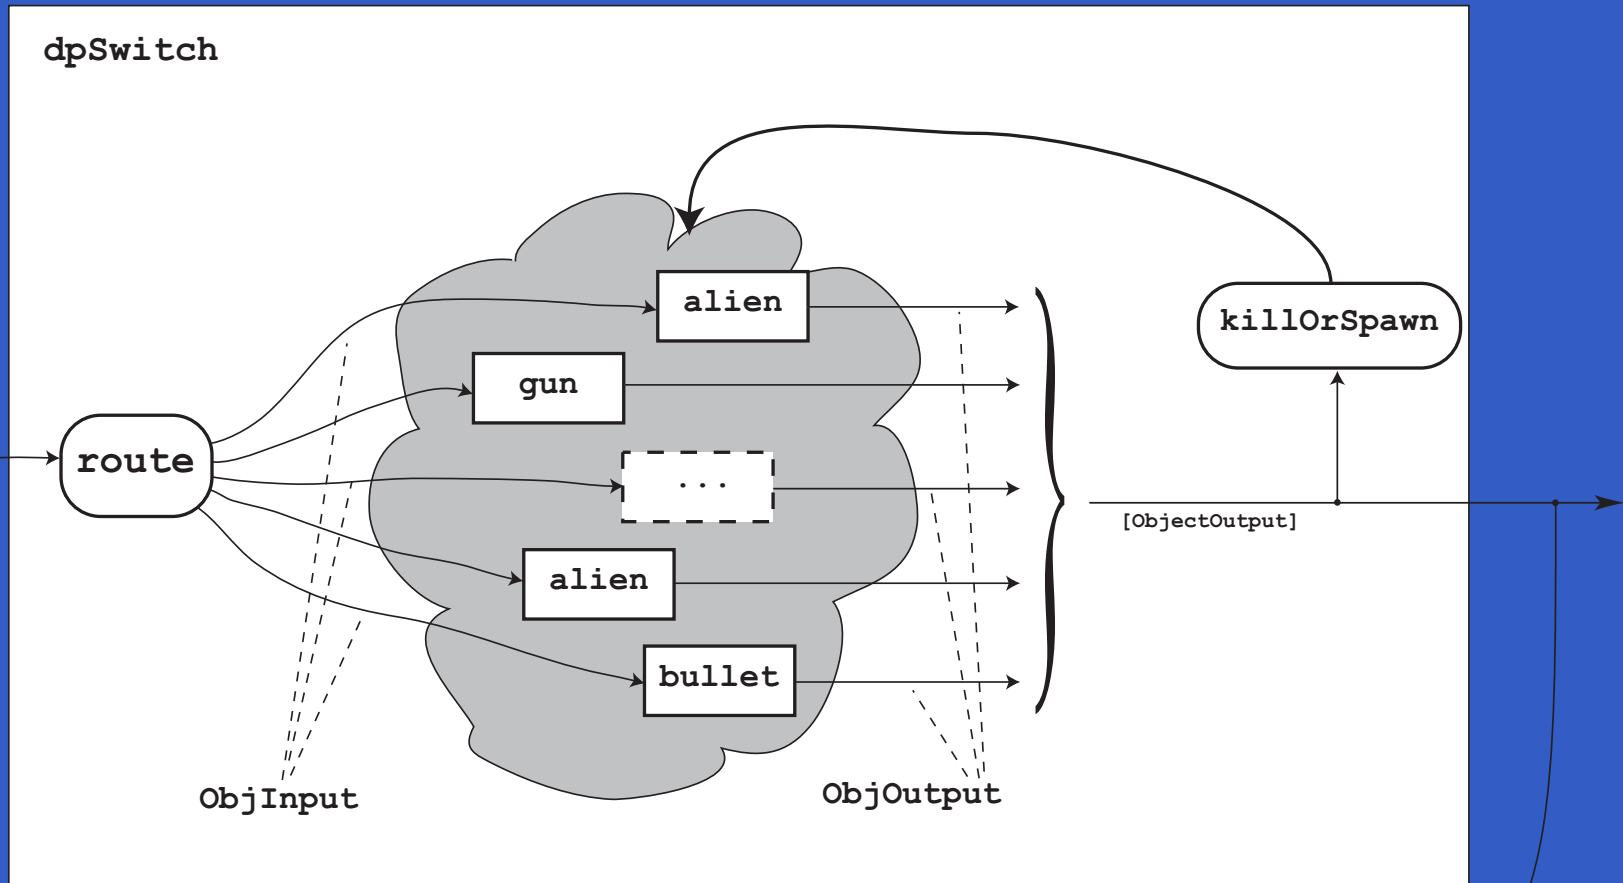 dpSwitch
alien
killOrSpawn
gun
route
...
[ObjectOutput]
alien
bullet
ObjInput
ObjOutput